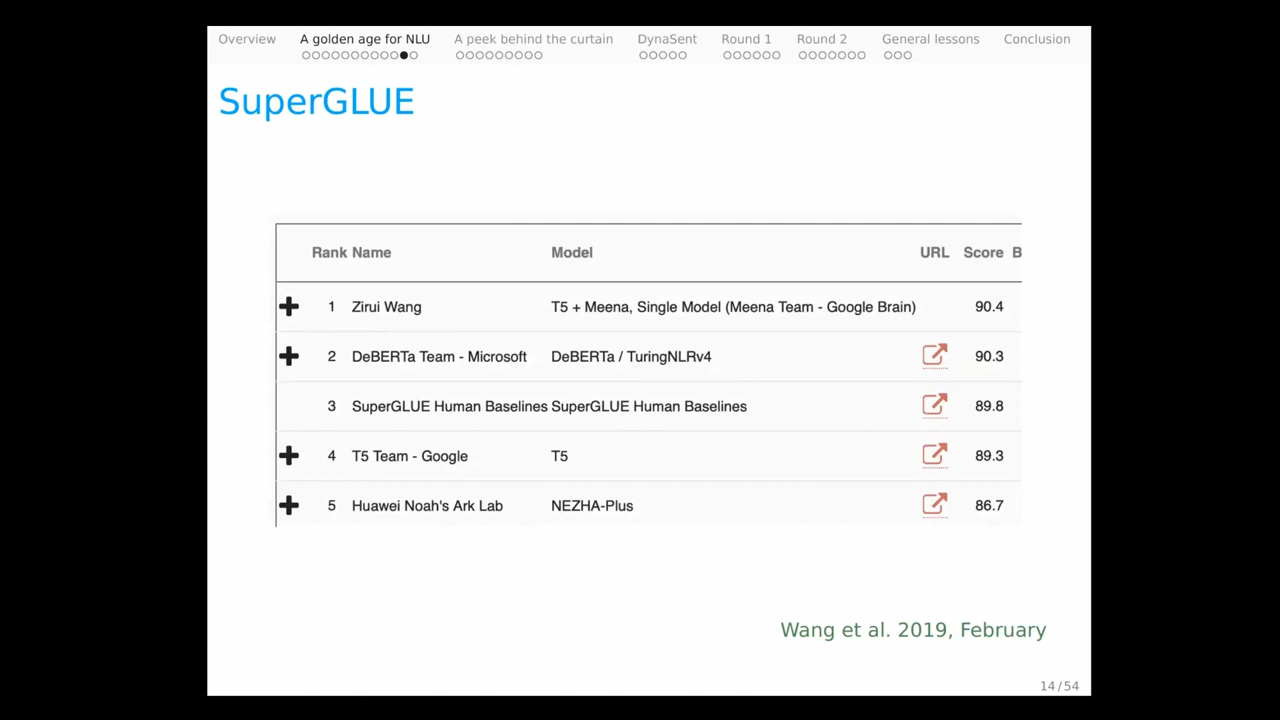 Overview A golden age for NLU A peek behind the curtain DynaSent Round 1 Round 2 General lessons Conclusion
SuperGLUE
Rank Name Model URL Score B
1 Zirui Wang T5 + Meena, Single Model (Meena Team - Google Brain) 90.4
2 DeBERTa Team - Microsoft DeBERTa / TuringNLRv4 90.3
3 SuperGLUE Human Baselines SuperGLUE Human Baselines 89.8
4 T5 Team - Google T5 89.3
5 Huawei Noah's Ark Lab NEZHA-Plus 86.7
Wang et al. 2019, February
14 / 54